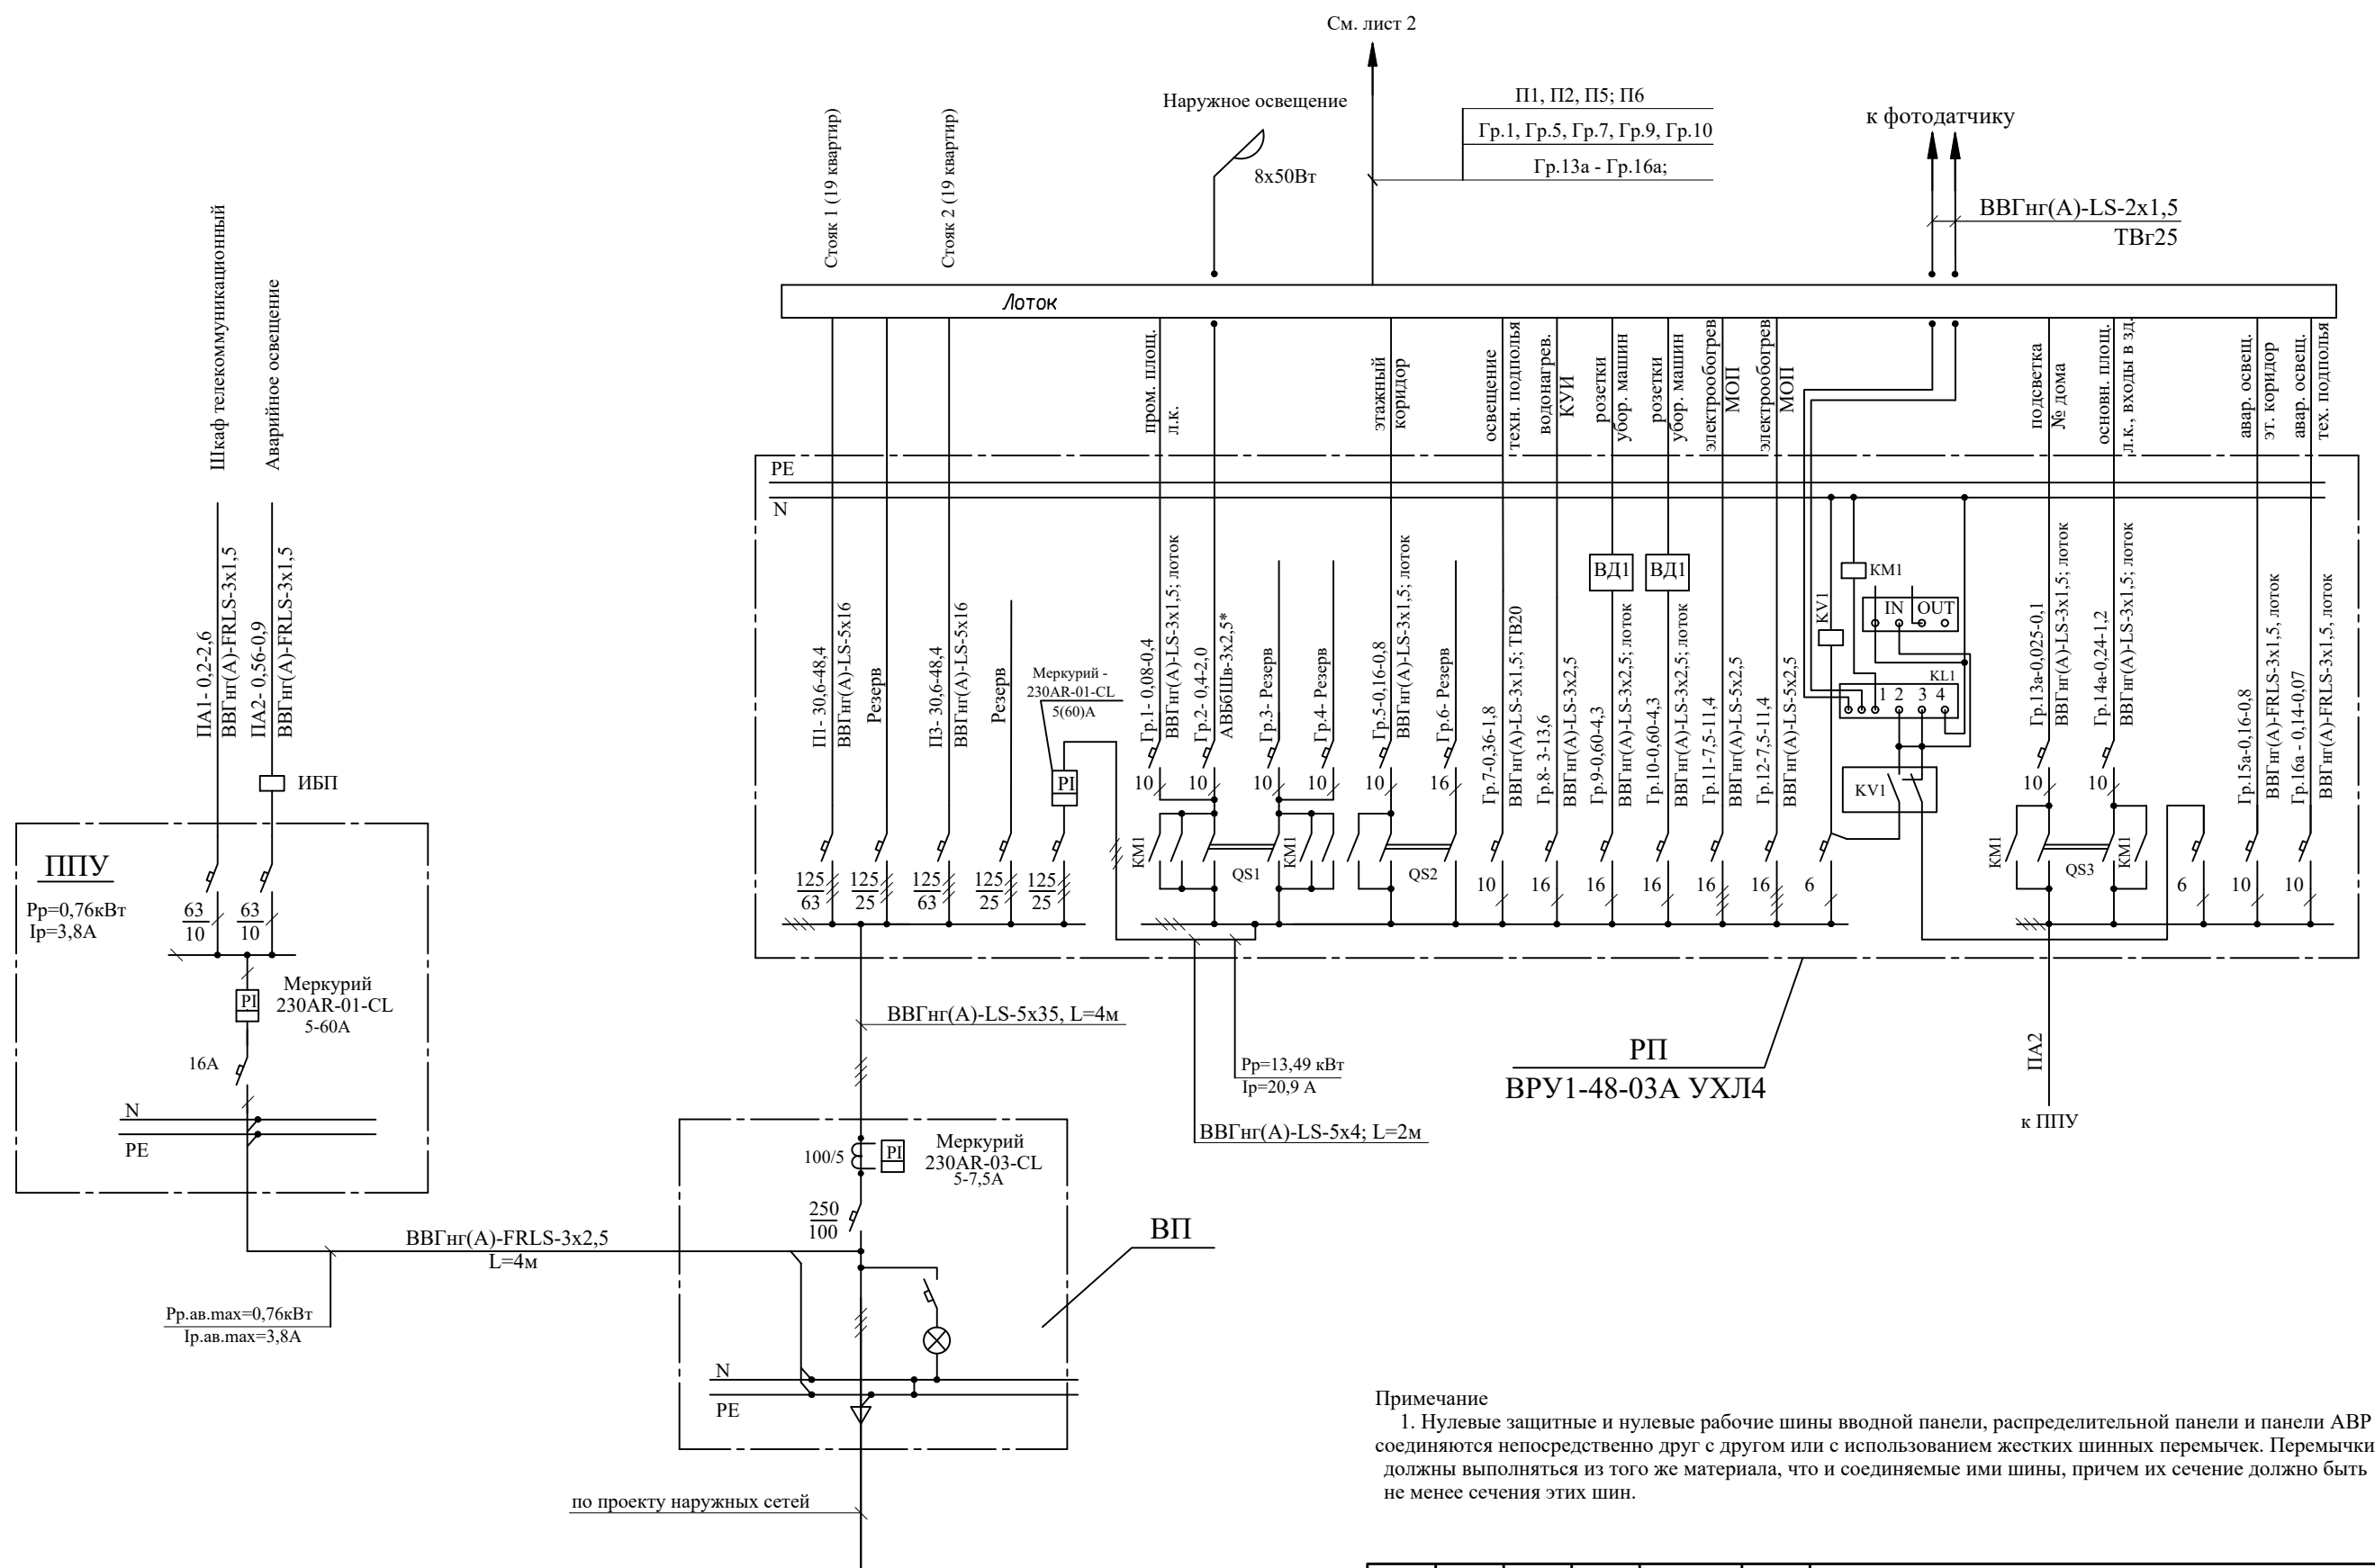 См. лист 2
Наружное освещение
8х50Вт
П1, П2, П5; П6
Гр.1, Гр.5, Гр.7, Гр.9, Гр.10
Гр.13а - Гр.16а;
к фотодатчику
ВВГнг(А)-LS-2х1,5
ТВг25
Стояк 1 (19 квартир)
Стояк 2 (19 квартир)
Лоток
Шкаф телекоммуникационный
Аварийное освещение
ПА1- 0,2-2,6
ВВГнг(А)-FRLS-3х1,5
ПА2- 0,56-0,9
ВВГнг(А)-FRLS-3х1,5
ИБП
ППУ
Рр=0,76кВт
Iр=3,8А
63
10
63
10
Меркурий
230AR-01-CL
5-60А
PI
16А
N
PE
пром. площ.
л.к.
этажный
коридор
освещение
техн. подполья
водонагрев.
КУИ
розетки
убор. машин
розетки
убор. машин
электрообогрев
МОП
электрообогрев
МОП
подсветка
№ дома
основн. площ.
л.к., входы в зд.
авар. освещ.
эт. коридор
авар. освещ.
тех. подполья
PE
N
П1- 30,6-48,4
ВВГнг(А)-LS-5х16
Резерв
П3- 30,6-48,4
ВВГнг(А)-LS-5х16
Резерв
Меркурий -
230AR-01-CL
5(60)А
PI
Гр.1- 0,08-0,4
ВВГнг(А)-LS-3х1,5; лоток
Гр.2- 0,4-2,0
АВБбШв-3х2,5*
Гр.3- Резерв
Гр.4- Резерв
Гр.5-0,16-0,8
ВВГнг(А)-LS-3х1,5; лоток
Гр.6- Резерв
Гр.7-0,36-1,8
ВВГнг(А)-LS-3х1,5; ТВ20
Гр.8- 3-13,6
ВВГнг(А)-LS-3х2,5
ВД1
Гр.9-0,60-4,3
ВВГнг(А)-LS-3х2,5; лоток
ВД1
Гр.10-0,60-4,3
ВВГнг(А)-LS-3х2,5; лоток
Гр.11-7,5-11,4
ВВГнг(А)-LS-5х2,5
Гр.12-7,5-11,4
ВВГнг(А)-LS-5х2,5
KV1
KM1
IN OUT
KL1
1 2 3 4
KV1
Гр.13а-0,025-0,1
ВВГнг(А)-LS-3х1,5; лоток
Гр.14а-0,24-1,2
ВВГнг(А)-LS-3х1,5; лоток
Гр.15а-0,16-0,8
ВВГнг(А)-FRLS-3х1,5, лоток
Гр.16а - 0,14-0,07
ВВГнг(А)-FRLS-3х1,5, лоток
10 10 10 10 10 16
10 10
KM1
QS1
KM1
QS2
KM1
QS3
KM1
125
63
125
25
125
63
125
25
125
25
10 16 16 16 16 16 6
6 10 10
ВВГнг(А)-LS-5х35, L=4м
Рр=13,49 кВт
Iр=20,9 А
ВВГнг(А)-LS-5х4; L=2м
РП
ВРУ1-48-03А УХЛ4
ПА2
к ППУ
100/5
PI
Меркурий
230AR-03-CL
5-7,5А
250
100
ВП
N
PE
ВВГнг(А)-FRLS-3х2,5
L=4м
Рр.ав.max=0,76кВт
Iр.ав.max=3,8А
по проекту наружных сетей
Примечание
1. Нулевые защитные и нулевые рабочие шины вводной панели, распределительной панели и панели АВР
соединяются непосредственно друг с другом или с использованием жестких шинных перемычек. Перемычки
должны выполняться из того же материала, что и соединяемые ими шины, причем их сечение должно быть
не менее сечения этих шин.